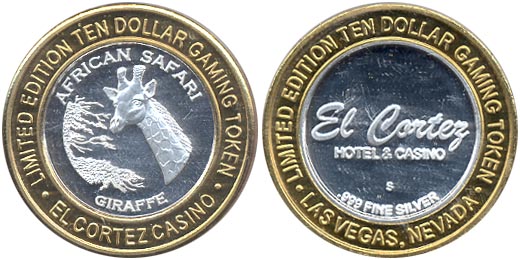 LIMITED EDITION TEN DOLLAR GAMING TOKEN
• EL CORTEZ CASINO •
AFRICAN SAFARI
GIRAFFE
LIMITED EDITION TEN DOLLAR GAMING TOKEN
• LAS VEGAS, NEVADA •
El Cortez
HOTEL & CASINO
S
.999 FINE SILVER